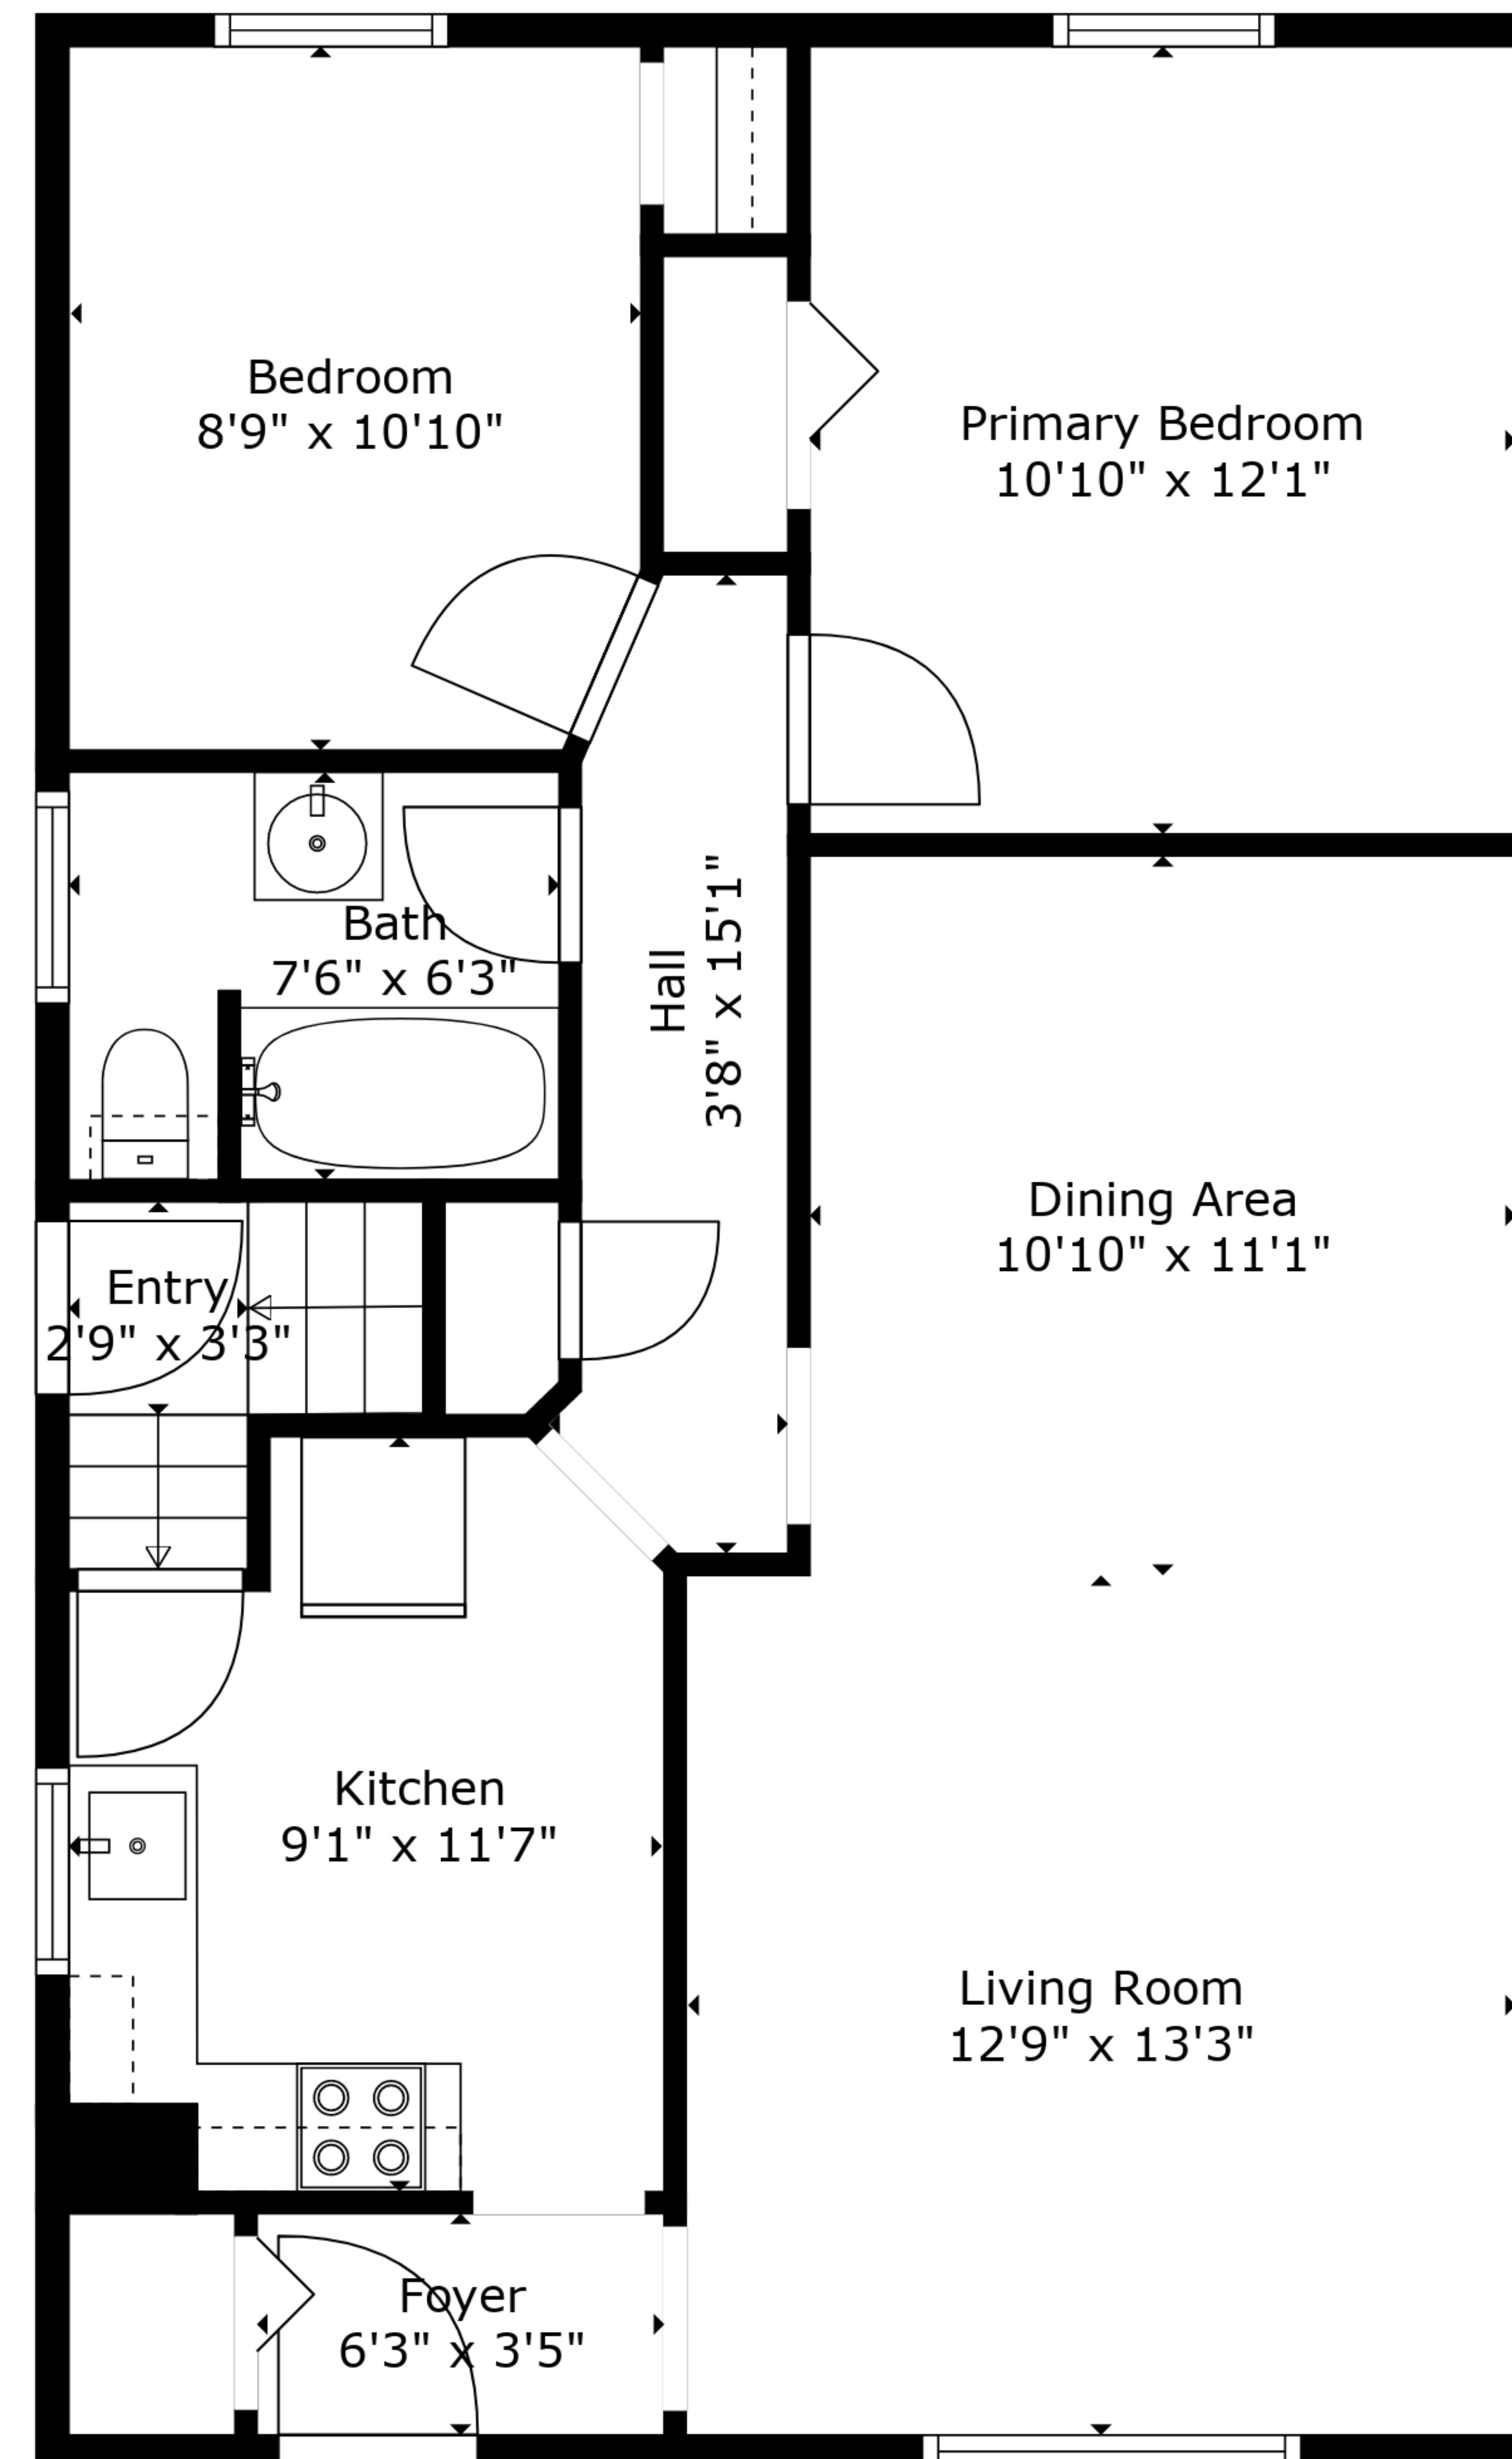 Bedroom
8'9" x 10'10"
Primary Bedroom
10'10" x 12'1"
Bath
7'6" x 6'3"
Hall
3'8" x 15'1"
Dining Area
10'10" x 11'1"
Entry
2'9" x 3'3"
Kitchen
9'1" x 11'7"
Living Room
12'9" x 13'3"
Foyer
6'3" x 3'5"